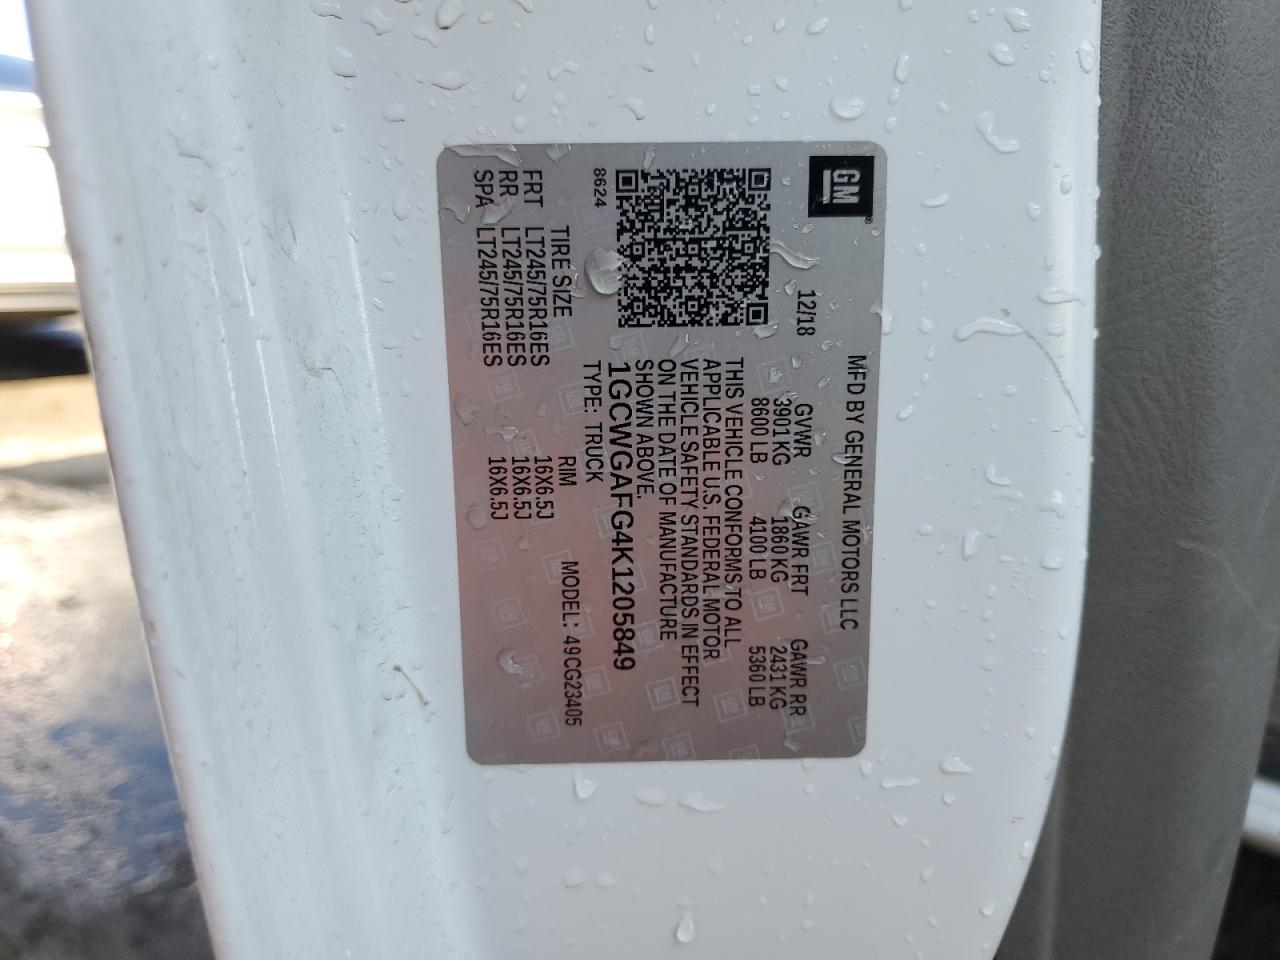 GM
MFD BY GENERAL MOTORS LLC
12/18 GVWR GAWR FRT GAWR RR
3901 KG 1860 KG 2431 KG
8600 LB 4100 LB 5360 LB
THIS VEHICLE CONFORMS TO ALL
APPLICABLE U.S. FEDERAL MOTOR
VEHICLE SAFETY STANDARDS IN EFFECT
ON THE DATE OF MANUFACTURE
SHOWN ABOVE.
1GCWGAFG4K1205849
8624 TYPE: TRUCK
TIRE SIZE RIM MODEL: 49CG23405
FRT LT245/75R16ES 16X6.5J
RR LT245/75R16ES 16X6.5J
SPA LT245/75R16ES 16X6.5J